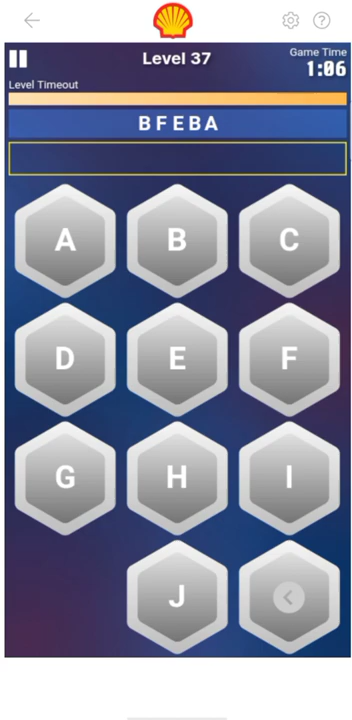 Level 37
Game Time
1:06
Level Timeout
BFEBA
A B C
D E F
G H I
J